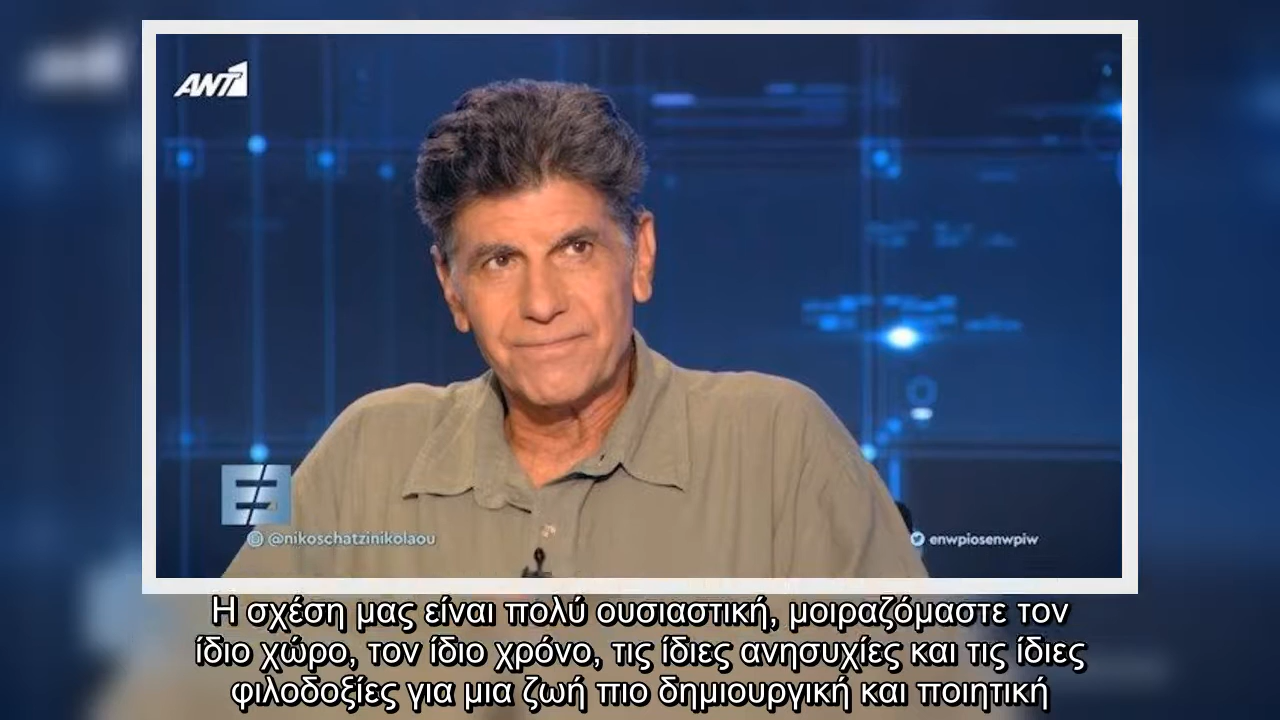 ANT1
@nikoschatzinikolaou
enwpiosenwpiw
Η σχέση μας είναι πολύ ουσιαστική, μοιραζόμαστε τον
ίδιο χώρο, τον ίδιο χρόνο, τις ίδιες ανησυχίες και τις ίδιες
φιλοδοξίες για μια ζωή πιο δημιουργική και ποιητική